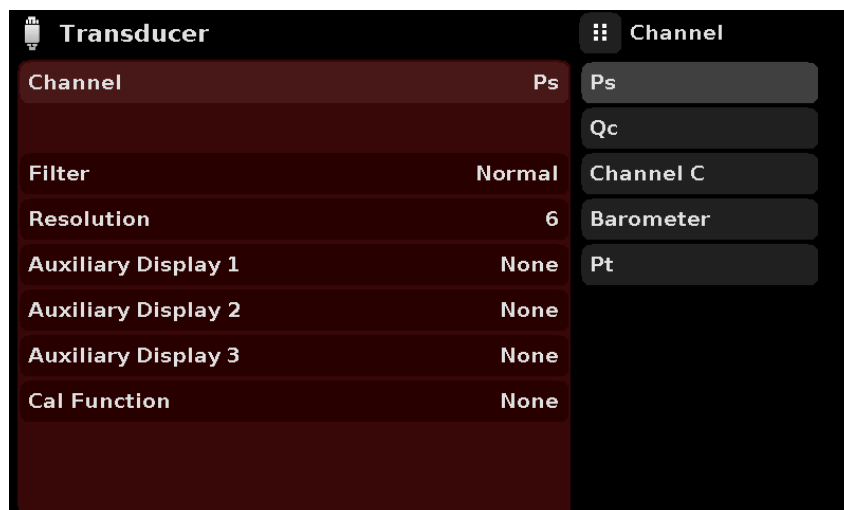 Transducer
Channel Ps
Filter Normal
Resolution 6
Auxiliary Display 1 None
Auxiliary Display 2 None
Auxiliary Display 3 None
Cal Function None
Channel
Ps
Qc
Channel C
Barometer
Pt